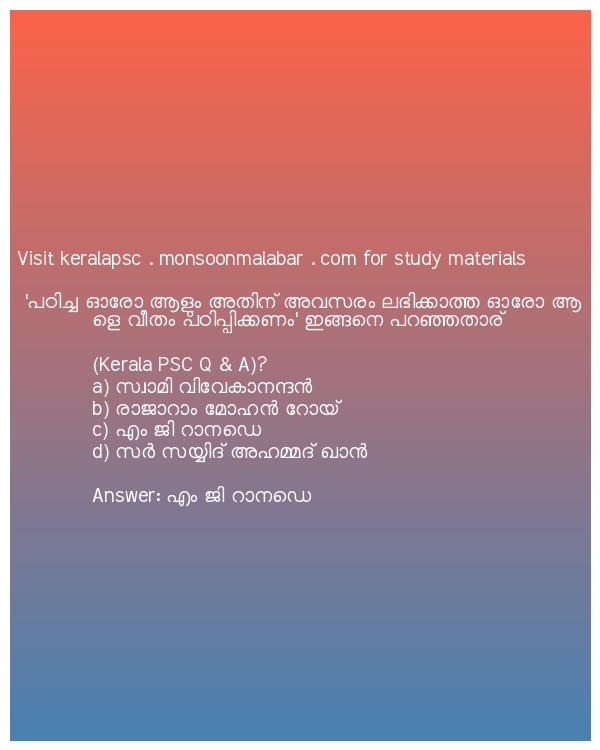 Visit keralapsc . monsoonmalabar . com for study materials
'പഠിച്ച ഓരോ ആളും അതിന് അവസരം ലഭിക്കാത്ത ഓരോ ആ
ളെ വീതം പഠിപ്പിക്കണം' ഇങ്ങനെ പറഞ്ഞതാര്
(Kerala PSC Q & A)?
a) സ്വാമി വിവേകാനന്ദൻ
b) രാജാറാം മോഹൻ റോയ്
c) എം ജി റാനഡെ
d) സർ സയ്യിദ് അഹമ്മദ് ഖാൻ
Answer: എം ജി റാനഡെ